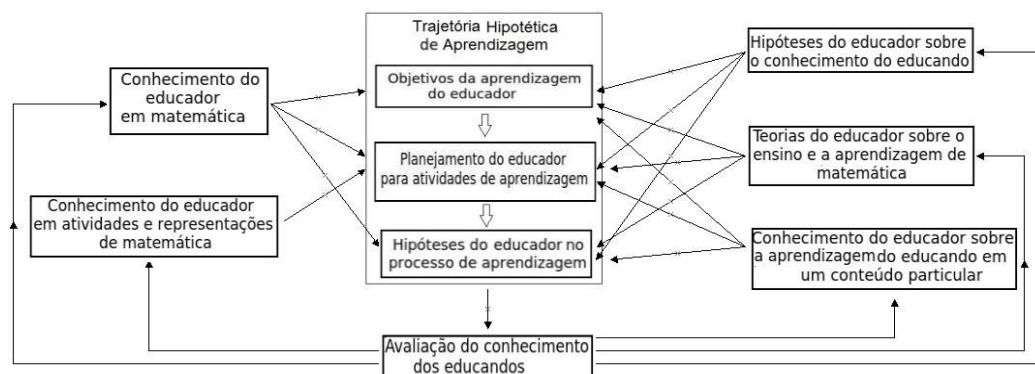 Trajetória Hipotética
de Aprendizagem
Objetivos da aprendizagem
do educador
Planejamento do educador
para atividades de aprendizagem
Hipóteses do educador no
processo de aprendizagem
Conhecimento do
educador
em matemática
Conhecimento do educador
em atividades e representações
de matemática
Hipóteses do educador sobre
o conhecimento do educando
Teorias do educador sobre o
ensino e a aprendizagem de
matemática
Conhecimento do educador sobre
a aprendizagem do educando em
um conteúdo particular
Avaliação do conhecimento
dos educandos